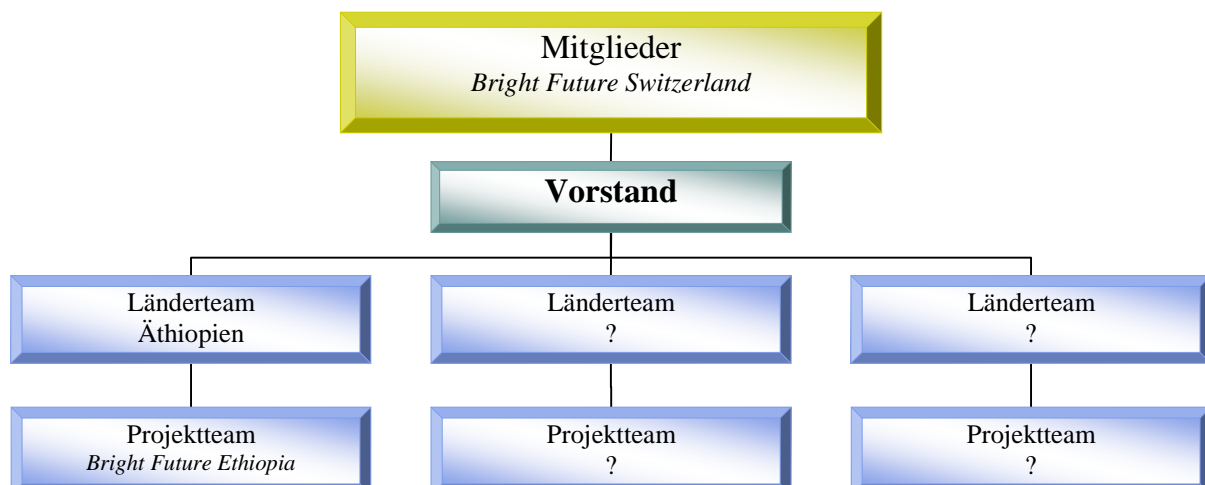 Mitglieder
Bright Future Switzerland
Vorstand
Länderteam
Äthiopien
Länderteam
?
Länderteam
?
Projektteam
Bright Future Ethiopia
Projektteam
?
Projektteam
?